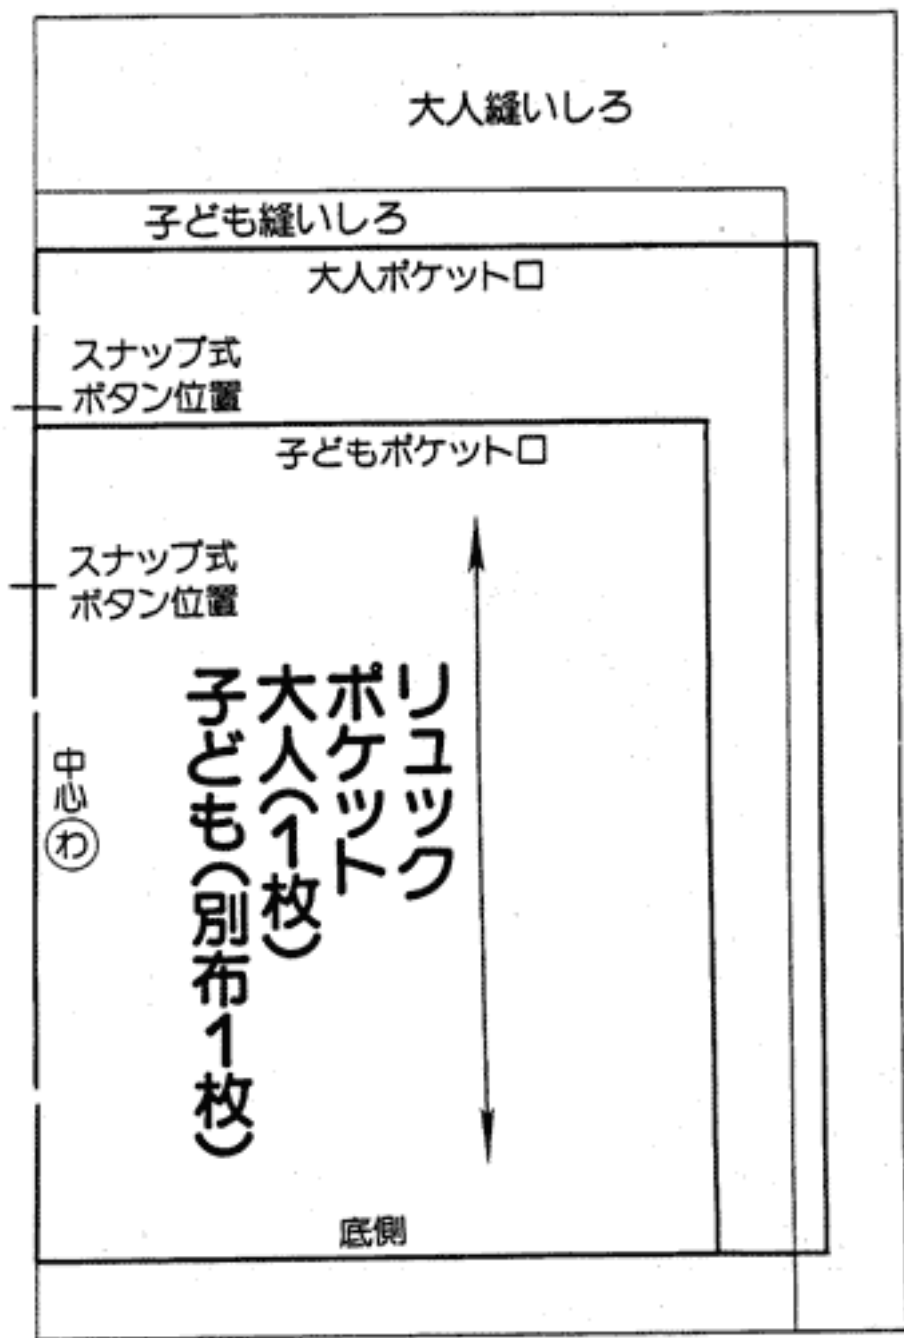 大人縫いしろ
子ども縫いしろ
大人ポケット口
スナップ式
ボタン位置
子どもポケット口
スナップ式
ボタン位置
リュック
ポケット
大人(1枚)
子ども(別布1枚)
中心わ
底側